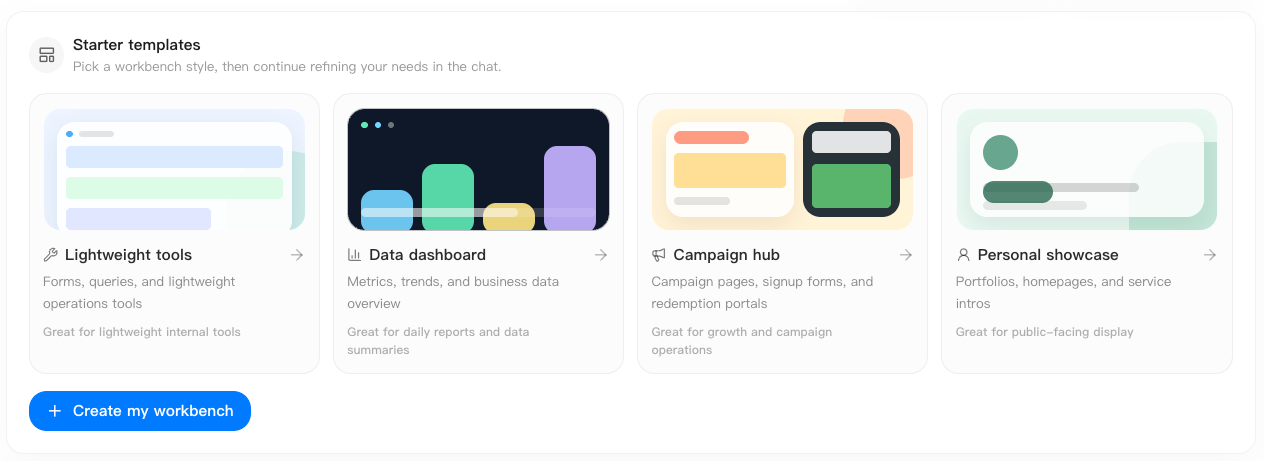 Starter templates
Pick a workbench style, then continue refining your needs in the chat.
Lightweight tools
Forms, queries, and lightweight
operations tools
Great for lightweight internal tools
Data dashboard
Metrics, trends, and business data
overview
Great for daily reports and data
summaries
Campaign hub
Campaign pages, signup forms, and
redemption portals
Great for growth and campaign
operations
Personal showcase
Portfolios, homepages, and service
intros
Great for public-facing display
Create my workbench